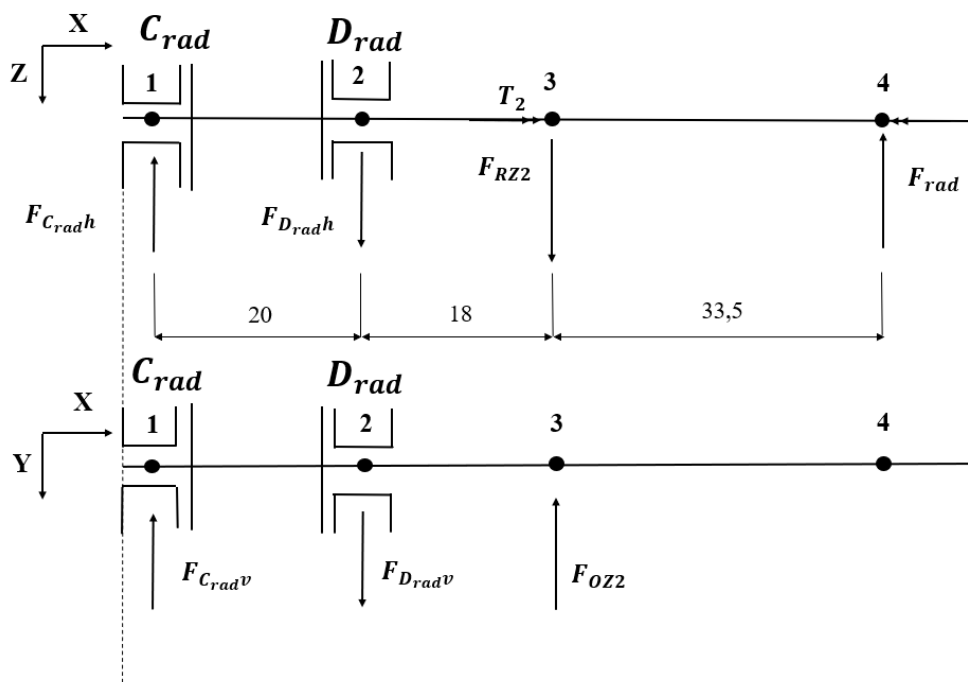 X
Z
C_rad
D_rad
1
2
3
4
T_2
F_C_rad h
F_D_rad h
F_RZ2
F_rad
20
18
33,5
C_rad
D_rad
X
Y
1
2
3
4
F_C_rad v
F_D_rad v
F_OZ2